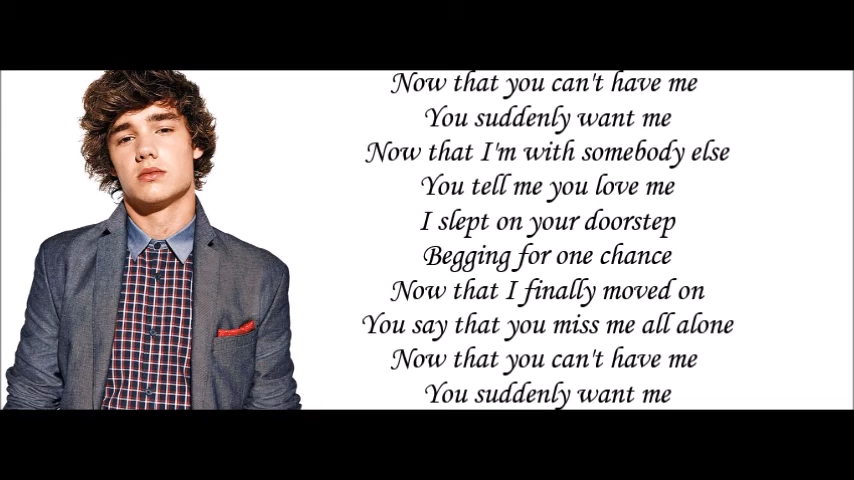 Now that you can't have me
You suddenly want me
Now that I'm with somebody else
You tell me you love me
I slept on your doorstep
Begging for one chance
Now that I finally moved on
You say that you miss me all alone
Now that you can't have me
You suddenly want me